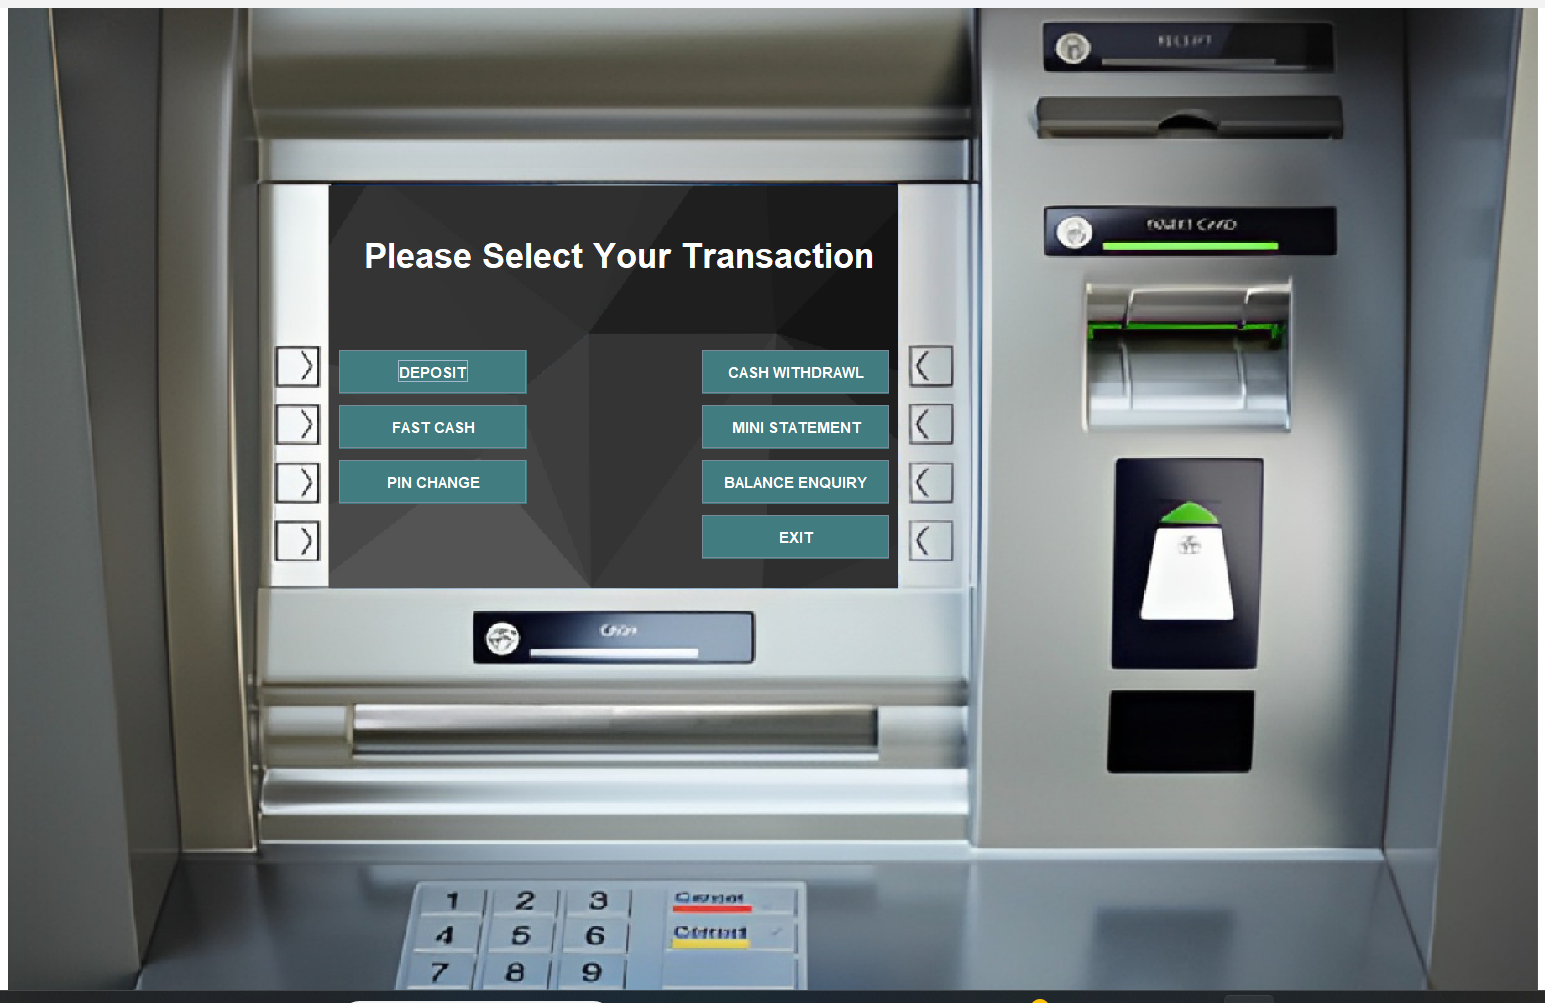 RECEIPT
Please Select Your Transaction
DEPOSIT
CASH WITHDRAWL
FAST CASH
MINI STATEMENT
PIN CHANGE
BALANCE ENQUIRY
EXIT
1 2 3
4 5 6
7 8 9